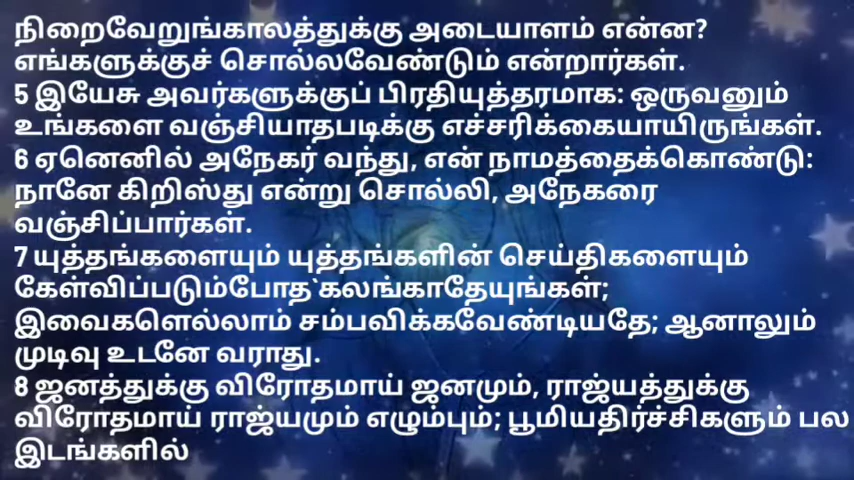 நிறைவேறுங்காலத்துக்கு அடையாளம் என்ன?
எங்களுக்குச் சொல்லவேண்டும் என்றார்கள்.
5 இயேசு அவர்களுக்குப் பிரதியுத்தரமாக: ஒருவனும்
உங்களை வஞ்சியாதபடிக்கு எச்சரிக்கையாயிருங்கள்.
6 ஏனெனில் அநேகர் வந்து, என் நாமத்தைக்கொண்டு:
நானே கிறிஸ்து என்று சொல்லி, அநேகரை
வஞ்சிப்பார்கள்.
7 யுத்தங்களையும் யுத்தங்களின் செய்திகளையும்
கேள்விப்படும்போத`கலங்காதேயுங்கள்;
இவைகளெல்லாம் சம்பவிக்கவேண்டியதே; ஆனாலும்
முடிவு உடனே வராது.
8 ஜனத்துக்கு விரோதமாய் ஜனமும், ராஜ்யத்துக்கு
விரோதமாய் ராஜ்யமும் எழும்பும்; பூமியதிர்ச்சிகளும் பல
இடங்களில்